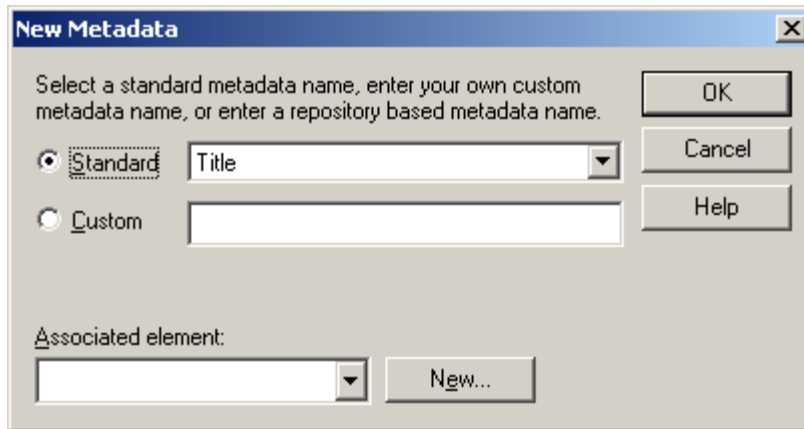 New Metadata
Select a standard metadata name, enter your own custom
metadata name, or enter a repository based metadata name.
OK
Standard Title
Cancel
Custom
Help
Associated element:
New...